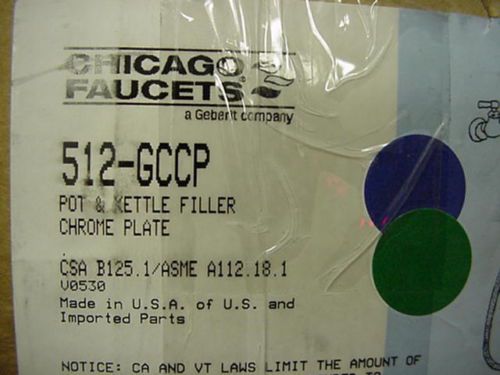 CHICAGO
FAUCETS
a Geberit company
512-GCCP
POT & KETTLE FILLER
CHROME PLATE
CSA B125.1/ASME A112.18.1
V0530
Made in U.S.A. of U.S. and
Imported Parts
NOTICE: CA AND VT LAWS LIMIT THE AMOUNT OF